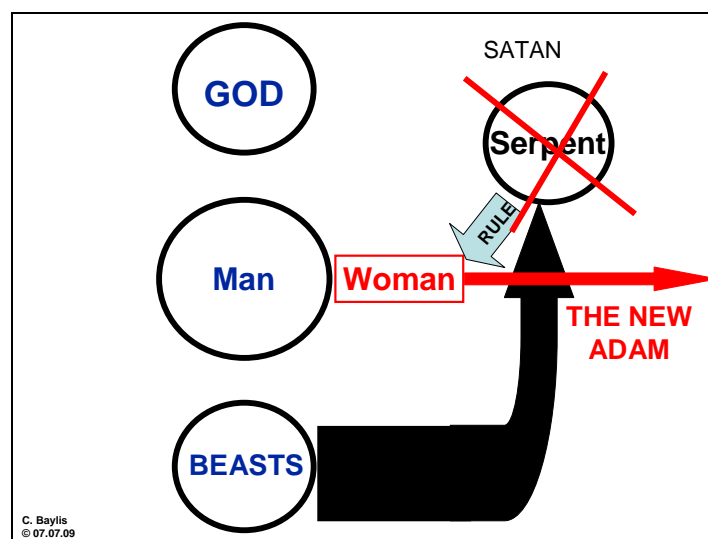 SATAN
GOD
Serpent
RULE
Man
Woman
THE NEW
ADAM
BEASTS
C. Baylis
© 07.07.09